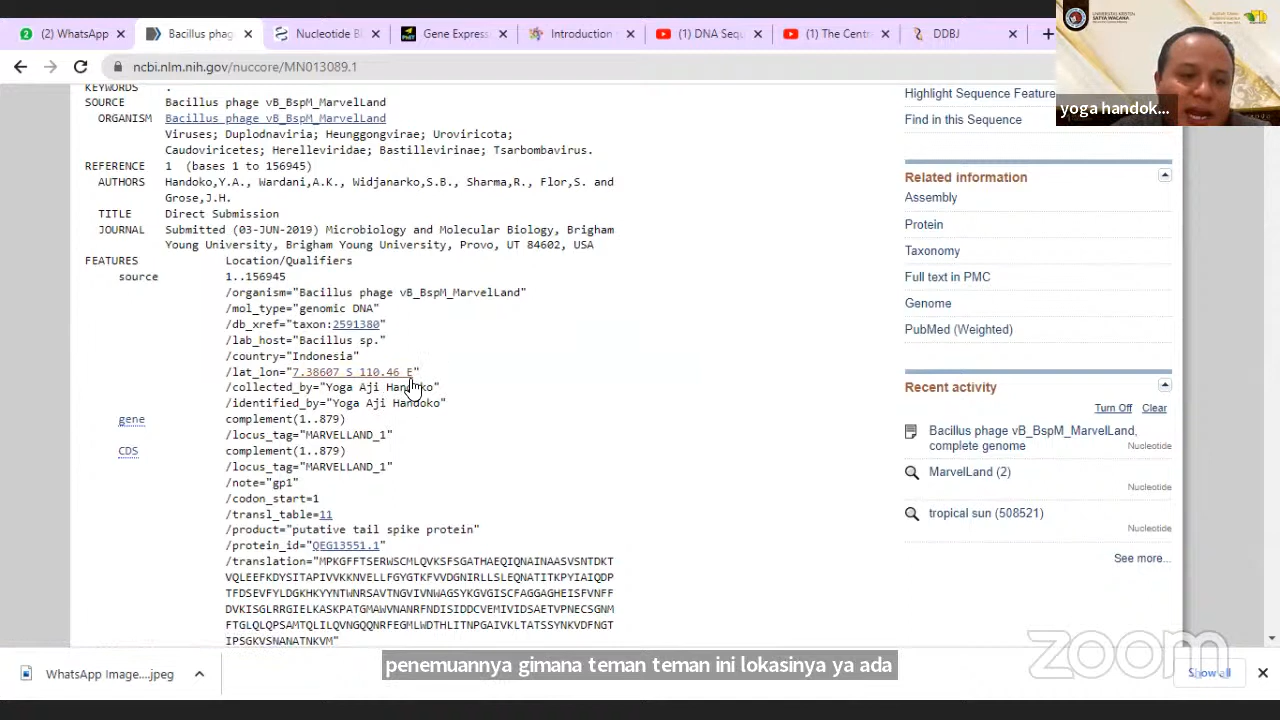 (2) WhatsApp
Bacillus phag
Nucleotide B
Gene Express
Introduction
(1) DNA Sequ
(1) The Centr
DDBJ
ncbi.nlm.nih.gov/nuccore/MN013089.1
UNIVERSITAS KRISTEN
SATYA WACANA
yoga handok...
KEYWORDS .
SOURCE Bacillus phage vB_BspM_MarvelLand
ORGANISM Bacillus phage vB_BspM_MarvelLand
Viruses; Duplodnaviria; Heunggongvirae; Uroviricota;
Caudoviricetes; Herelleviridae; Bastillevirinae; Tsarbombavirus.
REFERENCE 1 (bases 1 to 156945)
AUTHORS Handoko,Y.A., Wardani,A.K., Widjanarko,S.B., Sharma,R., Flor,S. and
Grose,J.H.
TITLE Direct Submission
JOURNAL Submitted (03-JUN-2019) Microbiology and Molecular Biology, Brigham
Young University, Brigham Young University, Provo, UT 84602, USA
FEATURES Location/Qualifiers
source 1..156945
/organism="Bacillus phage vB_BspM_MarvelLand"
/mol_type="genomic DNA"
/db_xref="taxon:2591380"
/lab_host="Bacillus sp."
/country="Indonesia"
/lat_lon="7.38607 S 110.46 E"
/collected_by="Yoga Aji Handoko"
/identified_by="Yoga Aji Handoko"
gene complement(1..879)
/locus_tag="MARVELLAND_1"
CDS complement(1..879)
/locus_tag="MARVELLAND_1"
/note="gp1"
/codon_start=1
/transl_table=11
/product="putative tail spike protein"
/protein_id="QEG13551.1"
/translation="MPKGFFTSERWSCMLQVKSFSGATHAEQIQNAINAASVSNTDKT
VQLEEFKDYSITAPIVVKKNVELLFGYGTKFVVDGNIRLLSLEQNATITKPYIAIQDP
TFDSEVFYLDGKHKYYNTWNRSAVTNGVIVNWAGSYKGVGISCFAGGAGHEISFVNFF
DVKISGLRRGIELKASKPATGMAWVNANRFNDISIDDCVEMIVIDSAETVPNECSGNM
FTGLQLQPSAMTQLILQVNGQQNRFEGMLWDTHLITNPGAIVKLTATSSYNKVDFNGT
IPSGKVSNANATNKVM"
Highlight Sequence Feature
Find in this Sequence
Related information
Assembly
Protein
Taxonomy
Full text in PMC
Genome
PubMed (Weighted)
Recent activity
Turn Off Clear
Bacillus phage vB_BspM_MarvelLand,
complete genome
Nucleotide
MarvelLand (2)
Nucleotide
tropical sun (508521)
Nucleotide
See more...
penemuannya gimana teman teman ini lokasinya ya ada
zoom
WhatsApp Image....jpeg
Show all